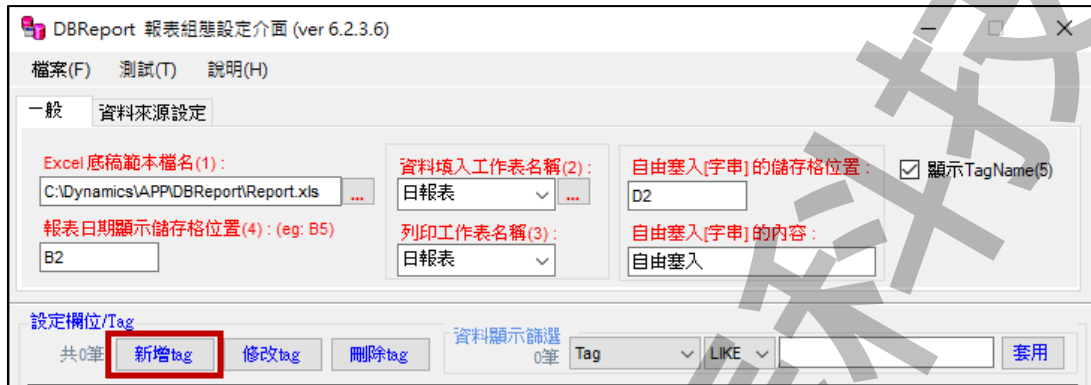 DBReport 報表組態設定介面 (ver 6.2.3.6)
檔案(F) 測試(T) 說明(H)
一般 資料來源設定
Excel 底稿範本檔名(1) :
C:\Dynamics\APP\DBReport\Report.xls ...
報表日期顯示儲存格位置(4) : (eg: B5)
B2
資料填入工作表名稱(2) :
日報表 ...
列印工作表名稱(3) :
日報表
自由塞入[字串] 的儲存格位置 :
D2
自由塞入[字串] 的內容 :
自由塞入
顯示TagName(5)
設定欄位/Tag
共0筆 新增tag 修改tag 刪除tag
資料顯示篩選
0筆 Tag LIKE 套用
科技